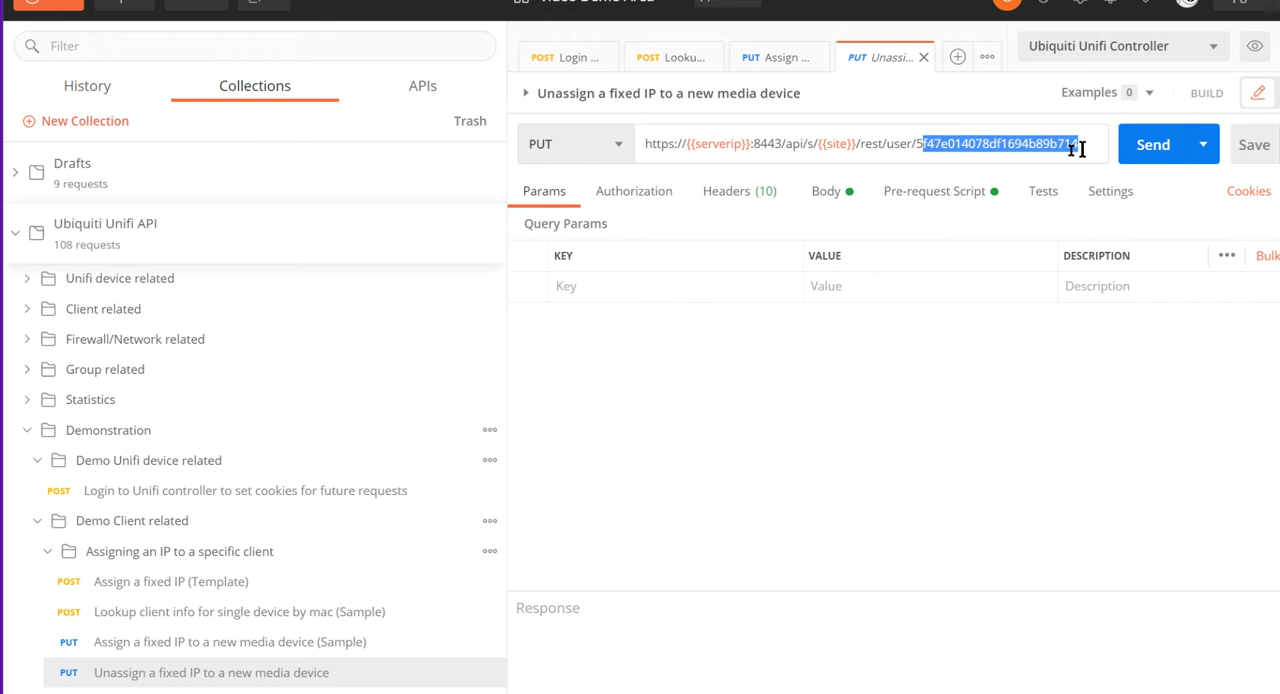 Video Demo Area
Filter
History
Collections
APIs
New Collection
Trash
Drafts
9 requests
Ubiquiti Unifi API
108 requests
Unifi device related
Client related
Firewall/Network related
Group related
Statistics
Demonstration
Demo Unifi device related
POST Login to Unifi controller to set cookies for future requests
Demo Client related
Assigning an IP to a specific client
POST Assign a fixed IP (Template)
POST Lookup client info for single device by mac (Sample)
PUT Assign a fixed IP to a new media device (Sample)
PUT Unassign a fixed IP to a new media device
POST Login ...
POST Looku...
PUT Assign ...
PUT Unassi...
Ubiquiti Unifi Controller
Unassign a fixed IP to a new media device
Examples 0
BUILD
PUT
https://{{serverip}}:8443/api/s/{{site}}/rest/user/5f47e014078df1694b89b714
Send
Save
Params
Authorization
Headers (10)
Body
Pre-request Script
Tests
Settings
Cookies
Query Params
KEY VALUE DESCRIPTION
Bulk
Key Value Description
Response